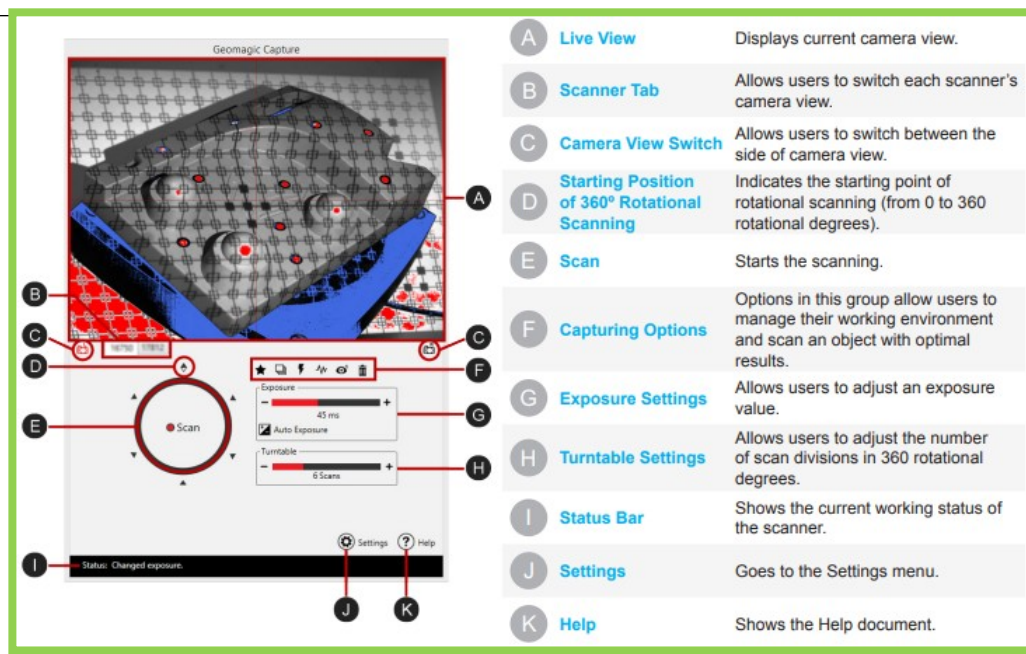 Geomagic Capture
A
B
C
C
D
E
F
G
H
I
J
K
Scan
Exposure
- +
45 ms
Auto Exposure
Turntable
- +
6 Scans
Settings
? Help
Status: Changed exposure.
A Live View Displays current camera view.
B Scanner Tab Allows users to switch each scanner's
camera view.
C Camera View Switch Allows users to switch between the
side of camera view.
D Starting Position
of 360º Rotational
Scanning
Indicates the starting point of
rotational scanning (from 0 to 360
rotational degrees).
E Scan Starts the scanning.
F Capturing Options
Options in this group allow users to
manage their working environment
and scan an object with optimal
results.
G Exposure Settings Allows users to adjust an exposure
value.
H Turntable Settings
Allows users to adjust the number
of scan divisions in 360 rotational
degrees.
I Status Bar Shows the current working status of
the scanner.
J Settings Goes to the Settings menu.
K Help Shows the Help document.